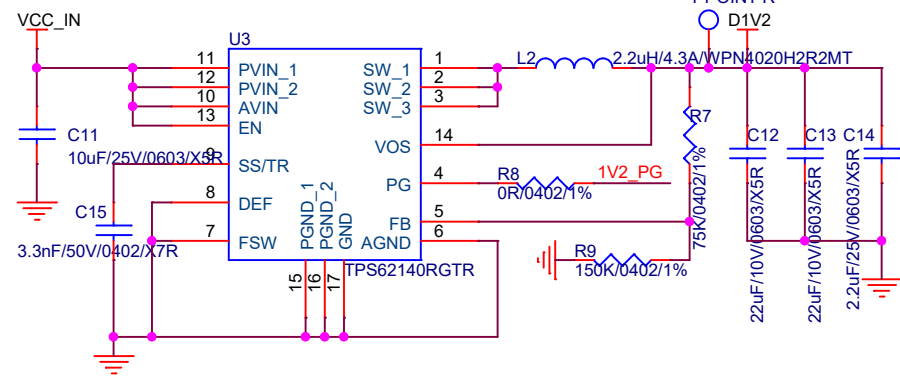 VCC_IN
D1V2
U3
11 PVIN_1
12 PVIN_2
10 AVIN
13 EN
9 SS/TR
8 DEF
7 FSW
SW_1 1
SW_2 2
SW_3 3
VOS 14
PG 4
FB 5
AGND 6
PGND_1 15
PGND_2 16
GND 17
TPS62140RGTR
L2 2.2uH/4.3A/WPN4020H2R2MT
C11
10uF/25V/0603/X5R
C15
3.3nF/50V/0402/X7R
R8
0R/0402/1%
1V2_PG
R7
75K/0402/1%
R9
150K/0402/1%
C12
22uF/10V/0603/X5R
C13
22uF/10V/0603/X5R
C14
2.2uF/25V/0603/X5R